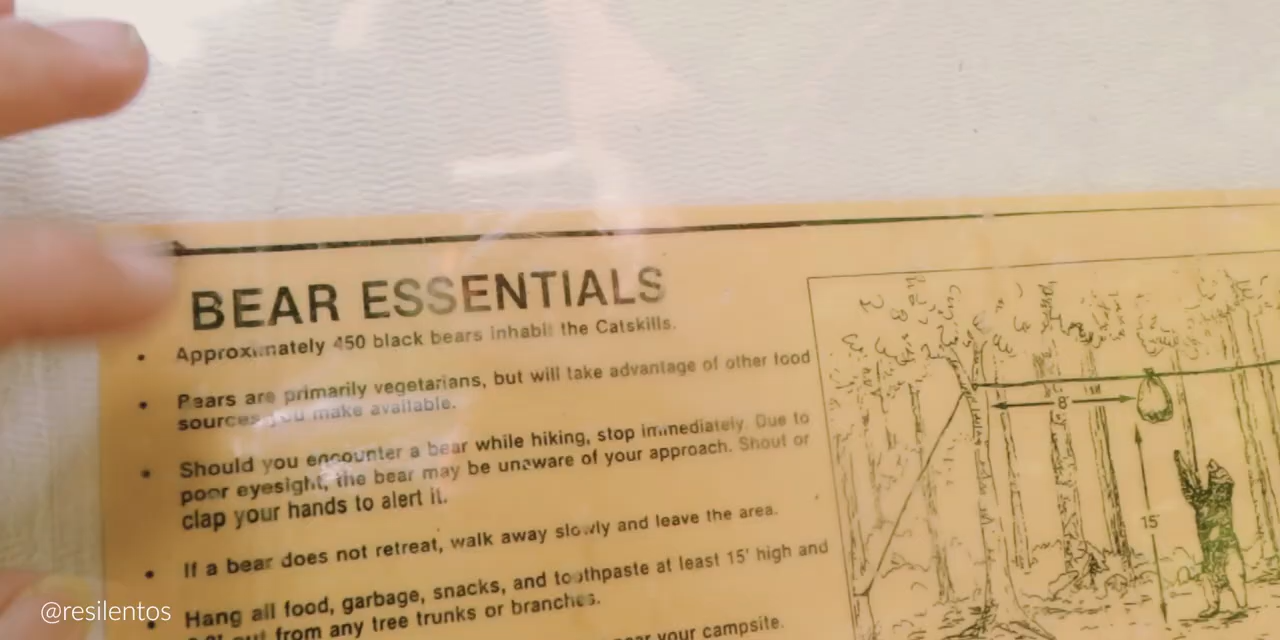 BEAR ESSENTIALS
• Approximately 450 black bears inhabit the Catskills.
• Bears are primarily vegetarians, but will take advantage of other food
sources you make available.
• Should you encounter a bear while hiking, stop immediately. Due to
poor eyesight, the bear may be unaware of your approach. Shout or
clap your hands to alert it.
• If a bear does not retreat, walk away slowly and leave the area.
• Hang all food, garbage, snacks, and toothpaste at least 15' high and
out from any tree trunks or branches.
your campsite.
8'
15'
@resilentos